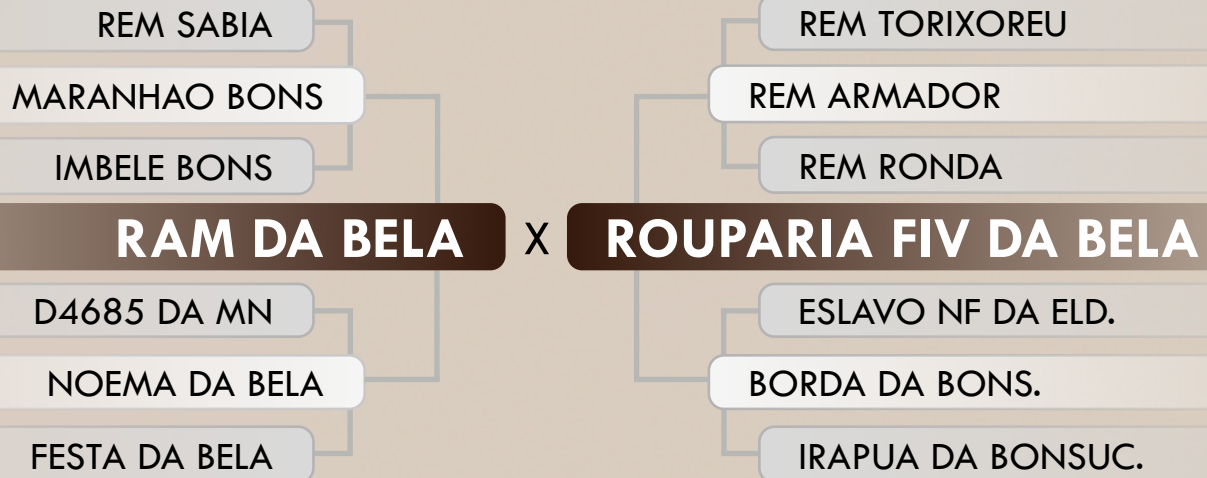 REM SABIA
MARANHAO BONS
IMBELE BONS
RAM DA BELA
D4685 DA MN
NOEMA DA BELA
FESTA DA BELA
X
REM TORIXOREU
REM ARMADOR
REM RONDA
ROUPARIA FIV DA BELA
ESLAVO NF DA ELD.
BORDA DA BONS.
IRAPUA DA BONSUC.